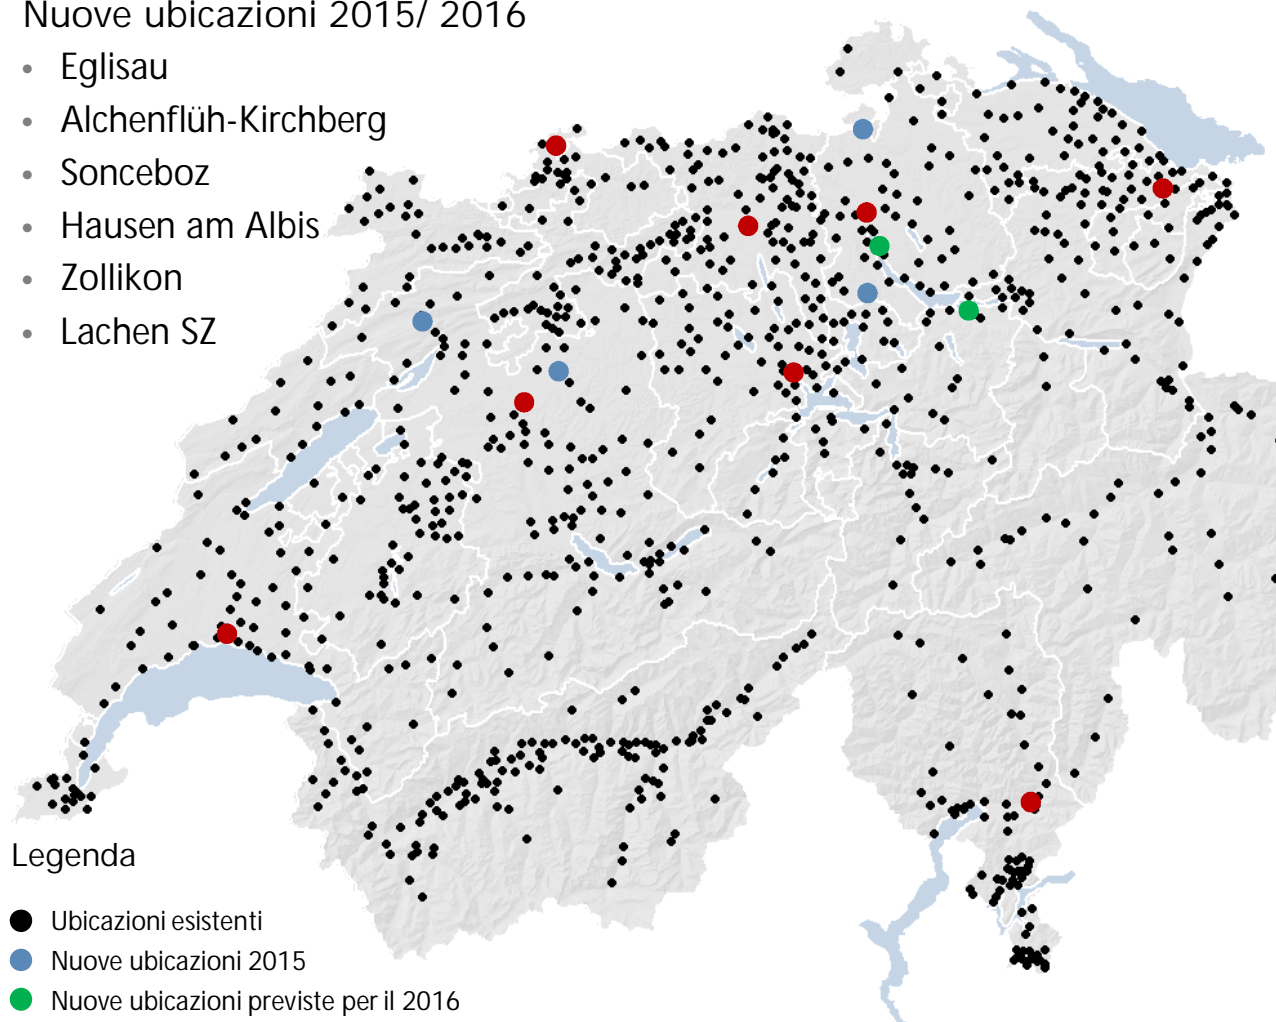 Nuove ubicazioni 2015/ 2016
• Eglisau
• Alchenflüh-Kirchberg
• Sonceboz
• Hausen am Albis
• Zollikon
• Lachen SZ
Legenda
Ubicazioni esistenti
Nuove ubicazioni 2015
Nuove ubicazioni previste per il 2016